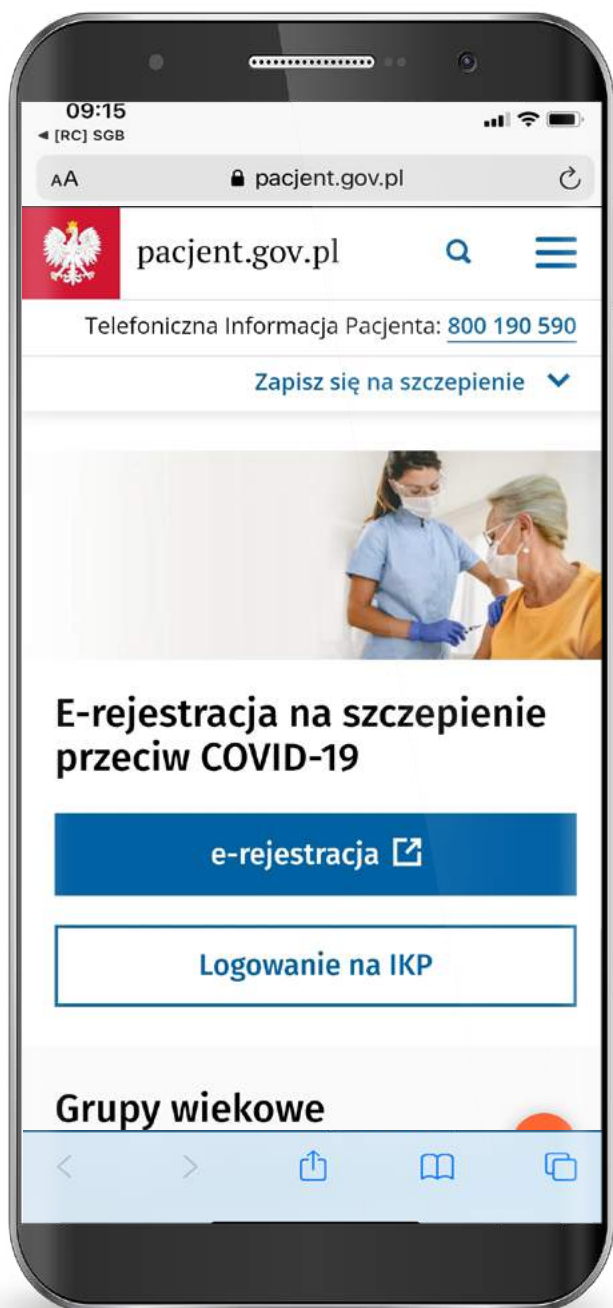 09:15
◀ [RC] SGB
AA pacjent.gov.pl
pacjent.gov.pl
Telefoniczna Informacja Pacjenta: 800 190 590
Zapisz się na szczepienie
E-rejestracja na szczepienie
przeciw COVID-19
e-rejestracja
Logowanie na IKP
Grupy wiekowe